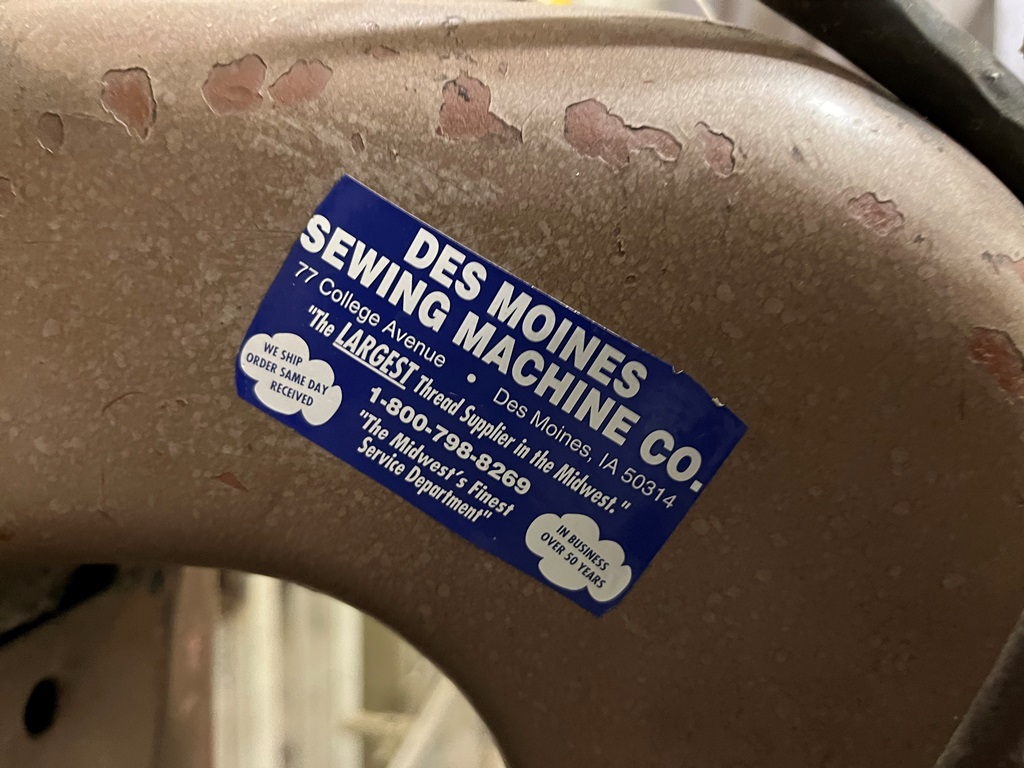 DES MOINES
SEWING MACHINE CO.
77 College Avenue • Des Moines, IA 50314
"The LARGEST Thread Supplier in the Midwest."
1-800-798-8269
"The Midwest's Finest
Service Department"
WE SHIP
ORDER SAME DAY
RECEIVED
IN BUSINESS
OVER 50 YEARS